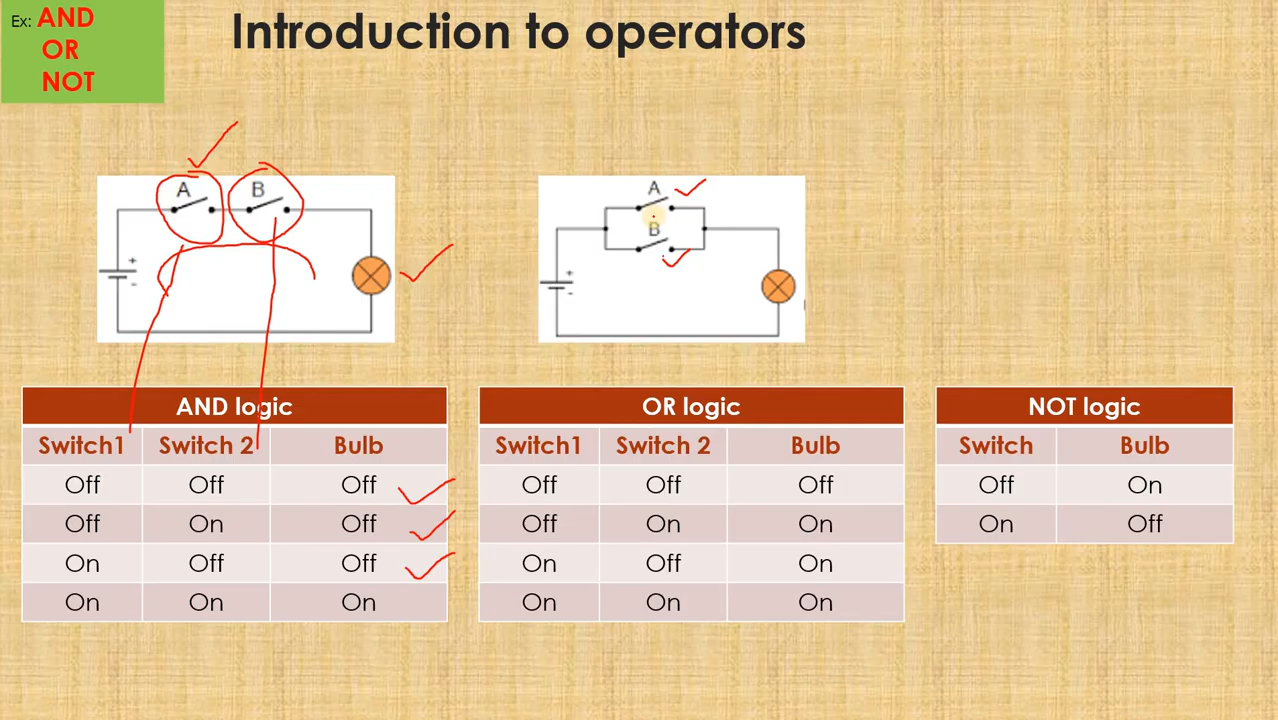 Ex: AND
OR
NOT
Introduction to operators
A B
+
-
A
B
+
-
AND logic
Switch1 Switch 2 Bulb
Off Off Off
Off On Off
On Off Off
On On On
OR logic
Switch1 Switch 2 Bulb
Off Off Off
Off On On
On Off On
On On On
NOT logic
Switch Bulb
Off On
On Off